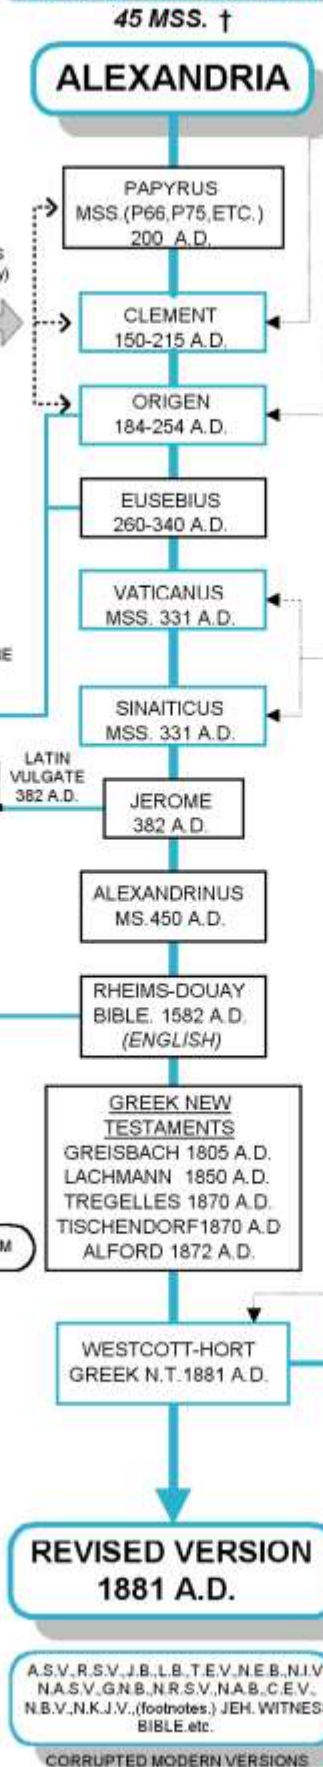 45 MSS. †
ALEXANDRIA
PAPYRUS
MSS.(P66,P75,ETC.)
200 A.D.
CLEMENT
150-215 A.D.
ORIGEN
184-254 A.D.
EUSEBIUS
260-340 A.D.
VATICANUS
MSS. 331 A.D.
SINAITICUS
MSS. 331 A.D.
LATIN
VULGATE
382 A.D.
JEROME
382 A.D.
ALEXANDRINUS
MS.450 A.D.
RHEIMS-DOUAY
BIBLE. 1582 A.D.
(ENGLISH)
GREEK NEW
TESTAMENTS
GREISBACH 1805 A.D.
LACHMANN 1850 A.D.
TREGELLES 1870 A.D.
TISCHENDORF1870 A.D
ALFORD 1872 A.D.
WESTCOTT-HORT
GREEK N.T.1881 A.D.
REVISED VERSION
1881 A.D.
A.S.V.,R.S.V.,J.B.,L.B.,T.E.V.,N.E.B.,N.I.V
N.A.S.V.,G.N.B.,N.R.S.V.,N.A.B.,C.E.V.,
N.B.V.,N.K.J.V.,(footnotes.) JEH. WITNES
BIBLE.etc.
CORRUPTED MODERN VERSIONS